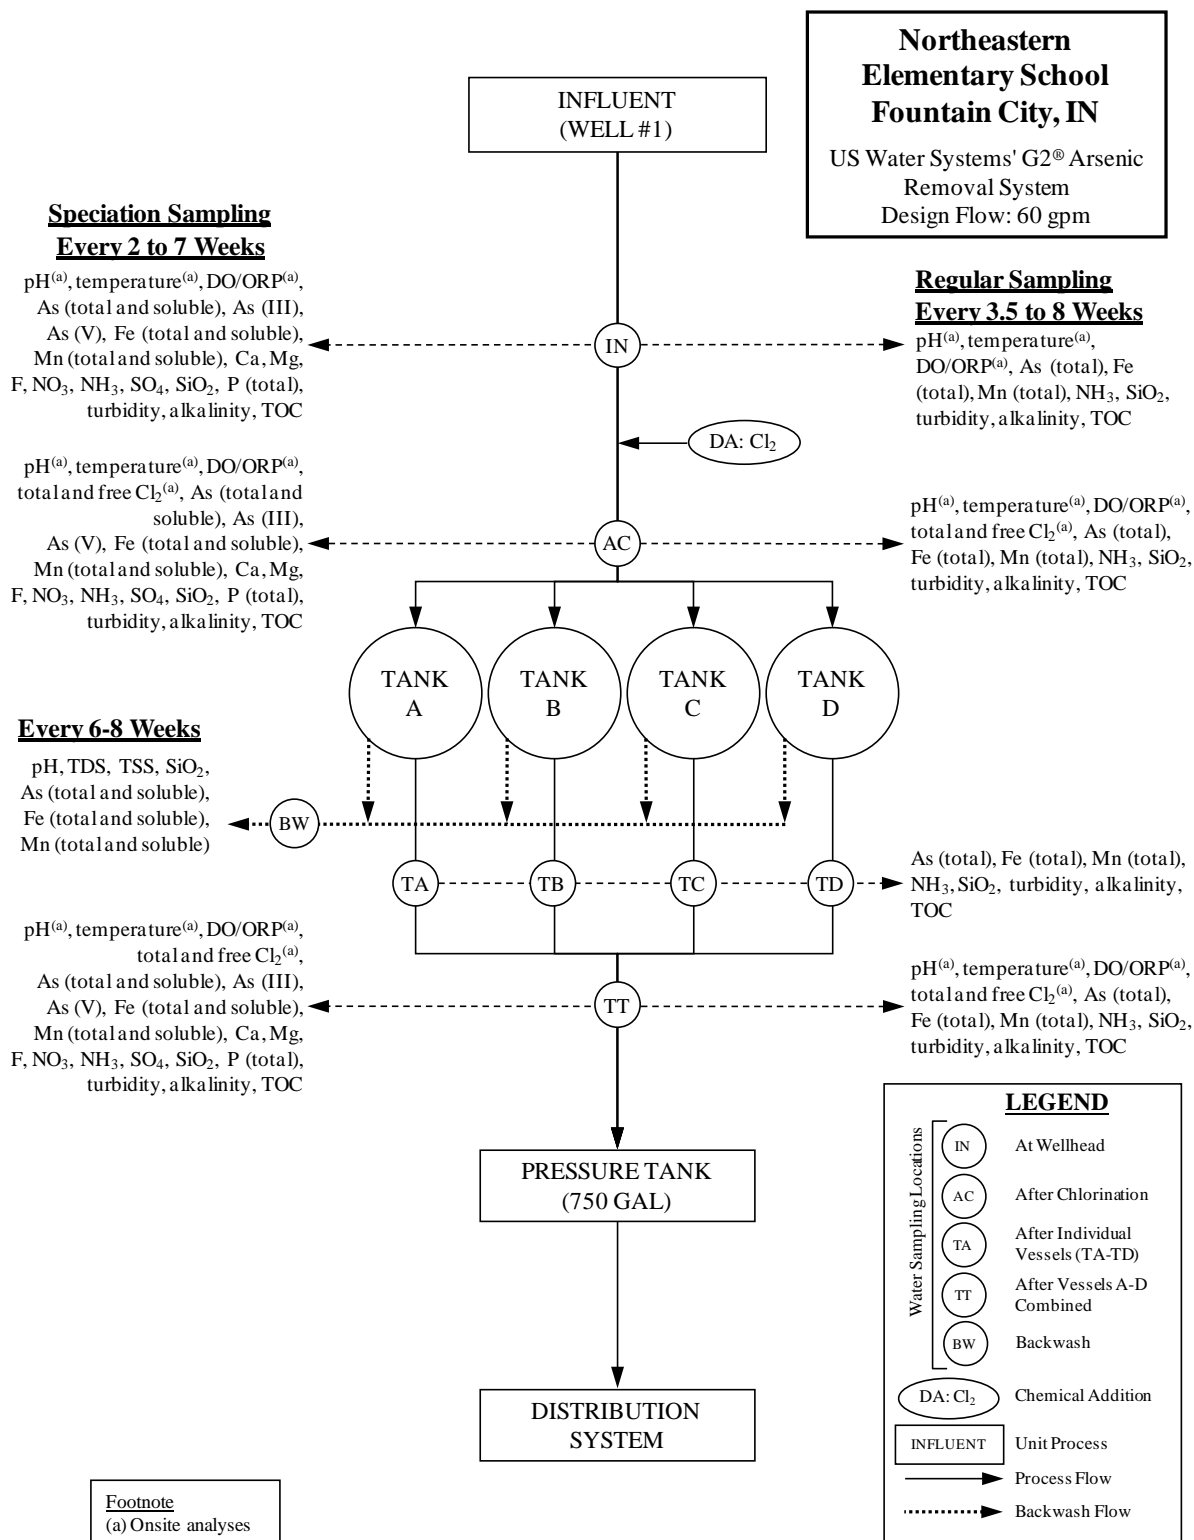 Northeastern
Elementary School
Fountain City, IN
US Water Systems' G2® Arsenic
Removal System
Design Flow: 60 gpm
INFLUENT
(WELL #1)
Speciation Sampling
Every 2 to 7 Weeks
pH(a), temperature(a), DO/ORP(a),
As (total and soluble), As (III),
As (V), Fe (total and soluble),
Mn (total and soluble), Ca, Mg,
F, NO₃, NH₃, SO₄, SiO₂, P (total),
turbidity, alkalinity, TOC
IN
Regular Sampling
Every 3.5 to 8 Weeks
pH(a), temperature(a),
DO/ORP(a), As (total), Fe
(total), Mn (total), NH₃, SiO₂,
turbidity, alkalinity, TOC
DA: Cl₂
pH(a), temperature(a), DO/ORP(a),
total and free Cl₂(a), As (total and
soluble), As (III),
As (V), Fe (total and soluble),
Mn (total and soluble), Ca, Mg,
F, NO₃, NH₃, SO₄, SiO₂, P (total),
turbidity, alkalinity, TOC
AC
pH(a), temperature(a), DO/ORP(a),
total and free Cl₂(a), As (total),
Fe (total), Mn (total), NH₃, SiO₂,
turbidity, alkalinity, TOC
TANK
A
TANK
B
TANK
C
TANK
D
Every 6-8 Weeks
pH, TDS, TSS, SiO₂,
As (total and soluble),
Fe (total and soluble),
Mn (total and soluble)
BW
TA
TB
TC
TD
As (total), Fe (total), Mn (total),
NH₃, SiO₂, turbidity, alkalinity,
TOC
pH(a), temperature(a), DO/ORP(a),
total and free Cl₂(a),
As (total and soluble), As (III),
As (V), Fe (total and soluble),
Mn (total and soluble), Ca, Mg,
F, NO₃, NH₃, SO₄, SiO₂, P (total),
turbidity, alkalinity, TOC
TT
pH(a), temperature(a), DO/ORP(a),
total and free Cl₂(a), As (total),
Fe (total), Mn (total), NH₃, SiO₂,
turbidity, alkalinity, TOC
PRESSURE TANK
(750 GAL)
DISTRIBUTION
SYSTEM
LEGEND
Water Sampling Locations
IN At Wellhead
AC After Chlorination
TA After Individual
Vessels (TA-TD)
TT After Vessels A-D
Combined
BW Backwash
DA: Cl₂ Chemical Addition
INFLUENT Unit Process
Process Flow
Backwash Flow
Footnote
(a) Onsite analyses